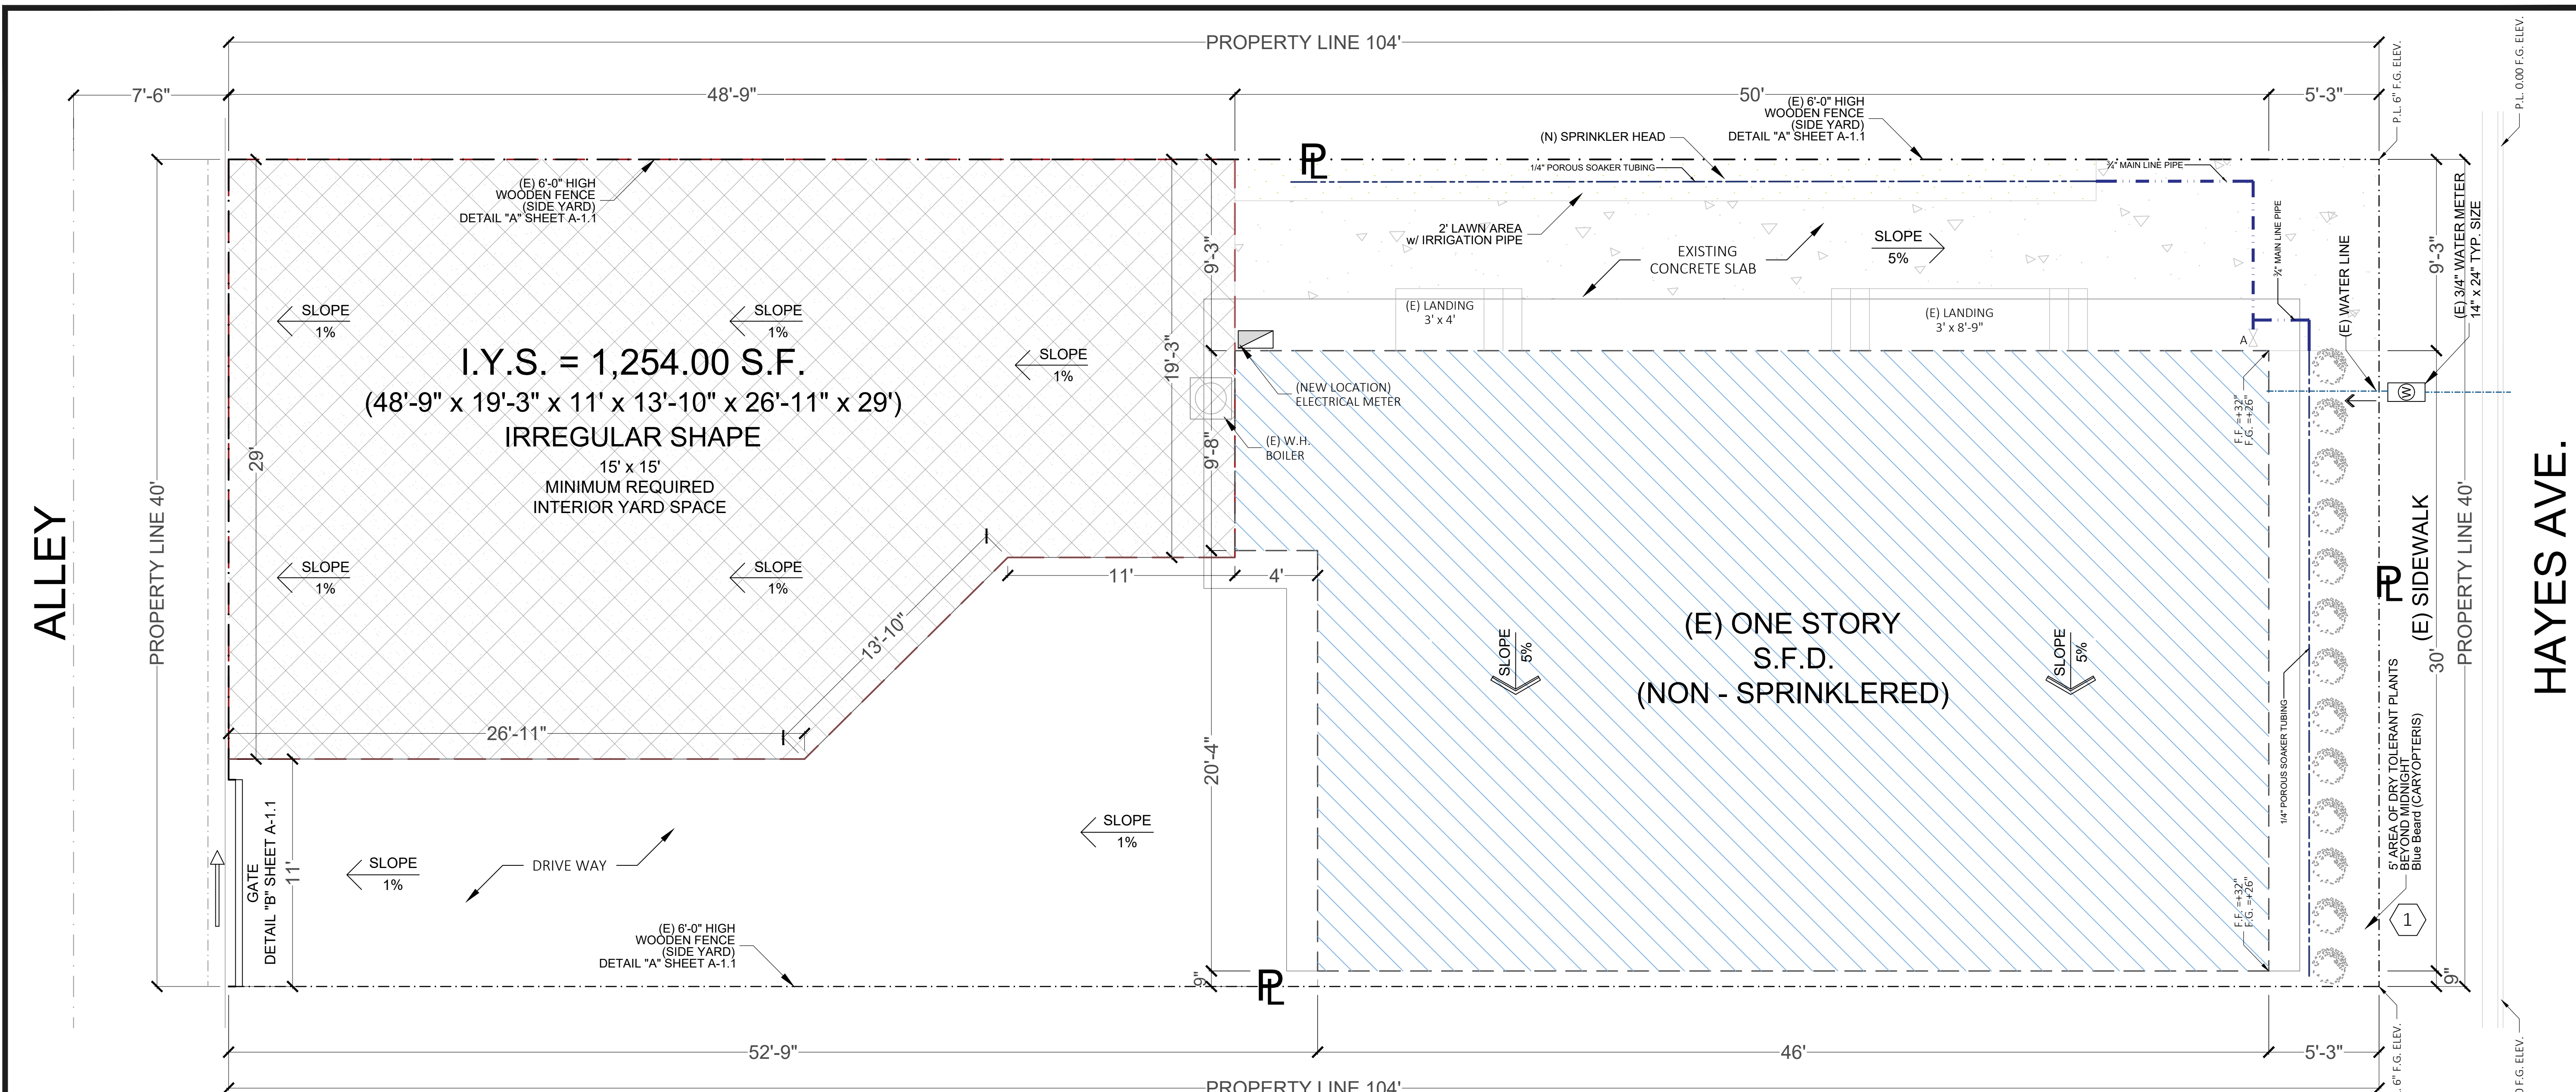 PROPERTY LINE 104'
7'-6"
48'-9"
50'
5'-3"
P.L. 6" F.G. ELEV.
P.L. 0.00 F.G. ELEV.
(E) 6'-0" HIGH
WOODEN FENCE
(SIDE YARD)
DETAIL "A" SHEET A-1.1
(N) SPRINKLER HEAD
PL
1/4" POROUS SOAKER TUBING
¾" MAIN LINE PIPE
(E) 6'-0" HIGH
WOODEN FENCE
(SIDE YARD)
DETAIL "A" SHEET A-1.1
2' LAWN AREA
w/ IRRIGATION PIPE
EXISTING
CONCRETE SLAB
SLOPE
5%
¾" MAIN LINE PIPE
9'-3"
9'-3"
(E) WATER LINE
(E) 3/4" WATER METER
14" x 24" TYP. SIZE
SLOPE
1%
SLOPE
1%
SLOPE
1%
(E) LANDING
3' x 4'
(E) LANDING
3' x 8'-9"
A
19'-3"
I.Y.S. = 1,254.00 S.F.
(48'-9" x 19'-3" x 11' x 13'-10" x 26'-11" x 29')
IRREGULAR SHAPE
15' x 15'
MINIMUM REQUIRED
INTERIOR YARD SPACE
29'
(NEW LOCATION)
ELECTRICAL METER
(E) W.H.
BOILER
9'-8"
F.F. =+32"
F.G. =+26"
W
ALLEY
PROPERTY LINE 40'
SLOPE
1%
SLOPE
1%
11'
4'
13'-10"
(E) ONE STORY
S.F.D.
(NON - SPRINKLERED)
SLOPE
5%
SLOPE
5%
PL
(E) SIDEWALK
30'
PROPERTY LINE 40'
HAYES AVE.
26'-11"
20'-4"
1/4" POROUS SOAKER TUBING
5' AREA OF DRY TOLERANT PLANTS
BEYOND MIDNIGHT
Blue Beard (CARYOPTERIS)
GATE
DETAIL "B" SHEET A-1.1
11'
SLOPE
1%
DRIVE WAY
SLOPE
1%
F.F. =+32"
F.G. =+26"
1
(E) 6'-0" HIGH
WOODEN FENCE
(SIDE YARD)
DETAIL "A" SHEET A-1.1
9"
PL
9"
52'-9"
46'
5'-3"
6" F.G. ELEV.
F.G. ELEV.
PROPERTY LINE 104'